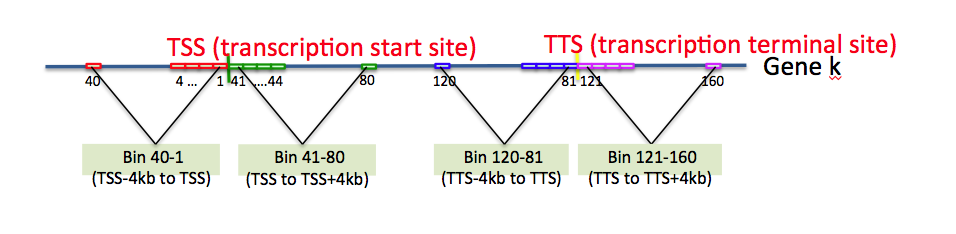 TSS (transcription start site)
TTS (transcription terminal site)
Gene k
40 4 ... 1 41 ....44 80 120 81 121 160
Bin 40-1
(TSS-4kb to TSS)
Bin 41-80
(TSS to TSS+4kb)
Bin 120-81
(TTS-4kb to TTS)
Bin 121-160
(TTS to TTS+4kb)